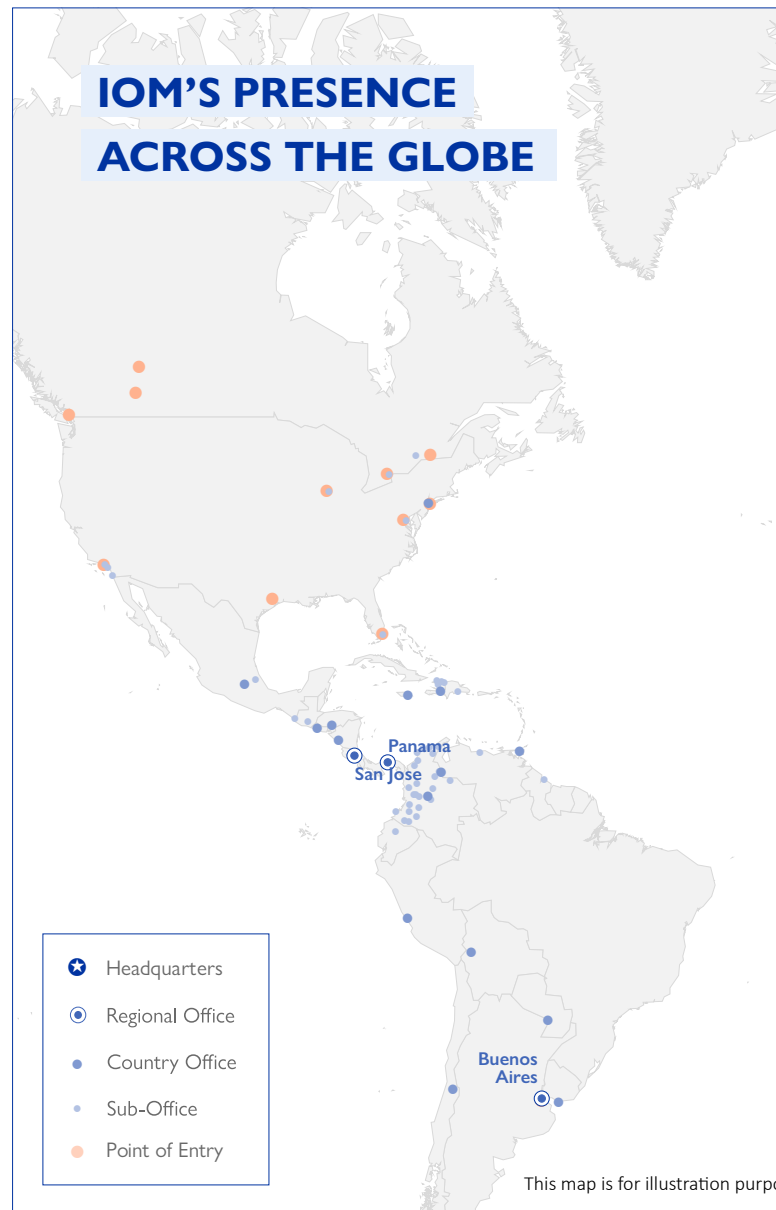 IOM’S PRESENCE
ACROSS THE GLOBE
Panama
San Jose
Headquarters
Regional Office
Country Office
Sub-Office
Point of Entry
Buenos
Aires
This map is for illustration purpo